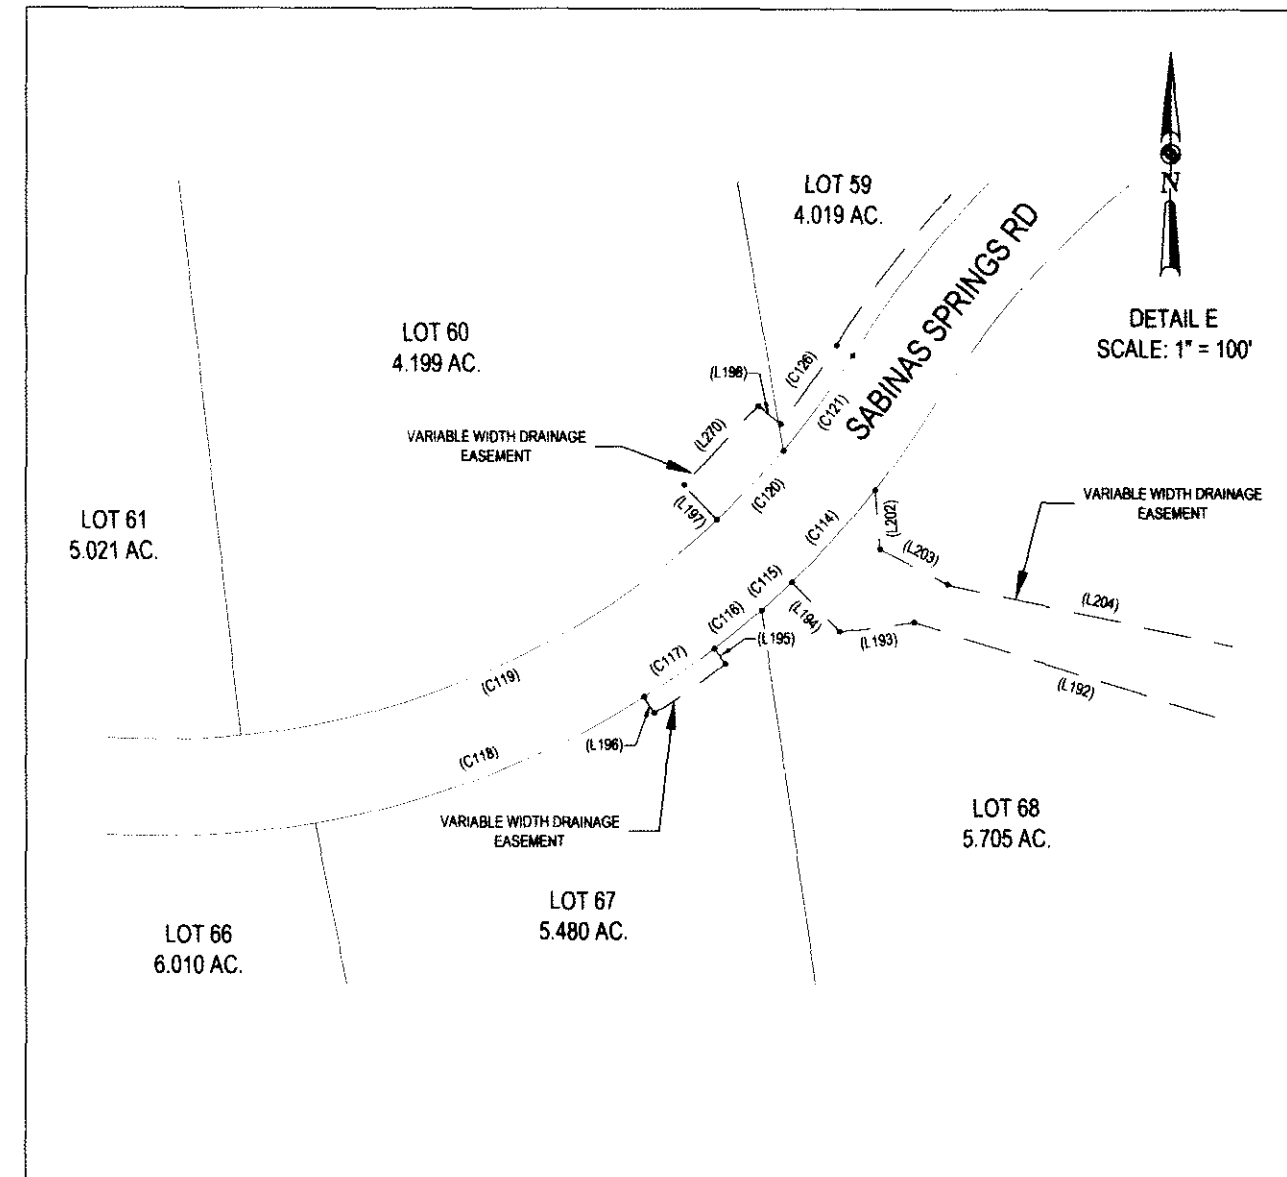 LOT 59
4.019 AC.
N
DETAIL E
SCALE: 1" = 100'
SABINAS SPRINGS RD
LOT 60
4.199 AC.
(L198)
(C126)
(C121)
(L270)
VARIABLE WIDTH DRAINAGE
EASEMENT
(L197)
(C120)
LOT 61
5.021 AC.
VARIABLE WIDTH DRAINAGE
EASEMENT
(C114)
(L202)
(L203)
(L204)
(C115)
(L194)
(L193)
(L192)
(C116)
(L195)
(C117)
(C119)
(L196)
(C118)
VARIABLE WIDTH DRAINAGE
EASEMENT
LOT 68
5.705 AC.
LOT 67
5.480 AC.
LOT 66
6.010 AC.